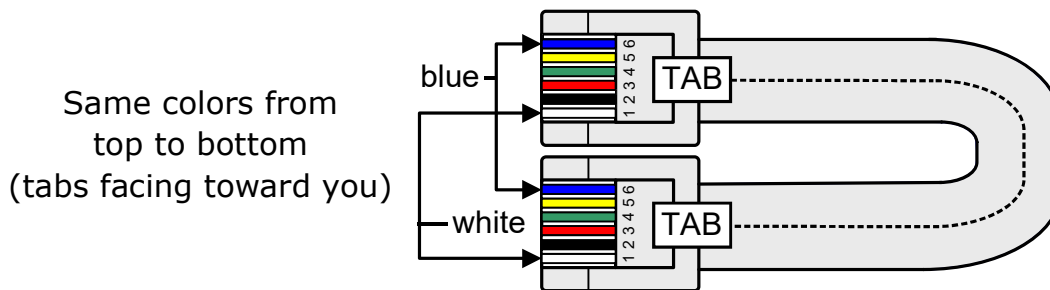 blue
1 2 3 4 5 6
TAB
Same colors from
top to bottom
(tabs facing toward you)
white
1 2 3 4 5 6
TAB